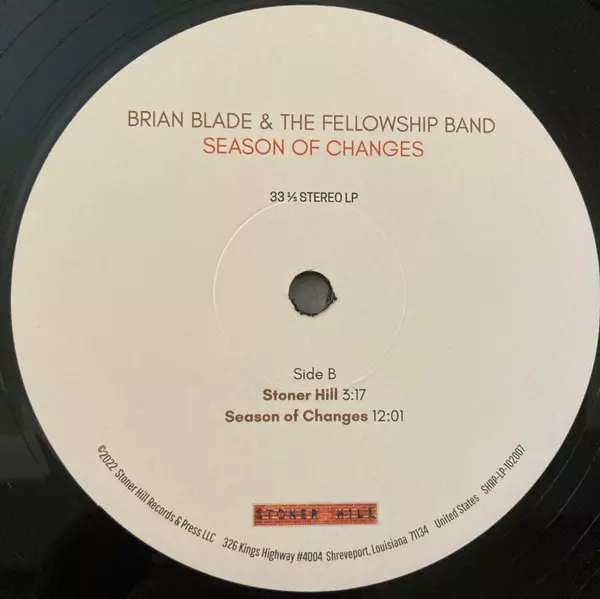 BRIAN BLADE & THE FELLOWSHIP BAND
SEASON OF CHANGES
33 ⅓ STEREO LP
Side B
Stoner Hill 3:17
Season of Changes 12:01
STONER HILL
©2022. Stoner Hill Records & Press LLC 326 Kings Highway #4004 Shreveport, Louisiana 71134 United States SHRP-LP-102007